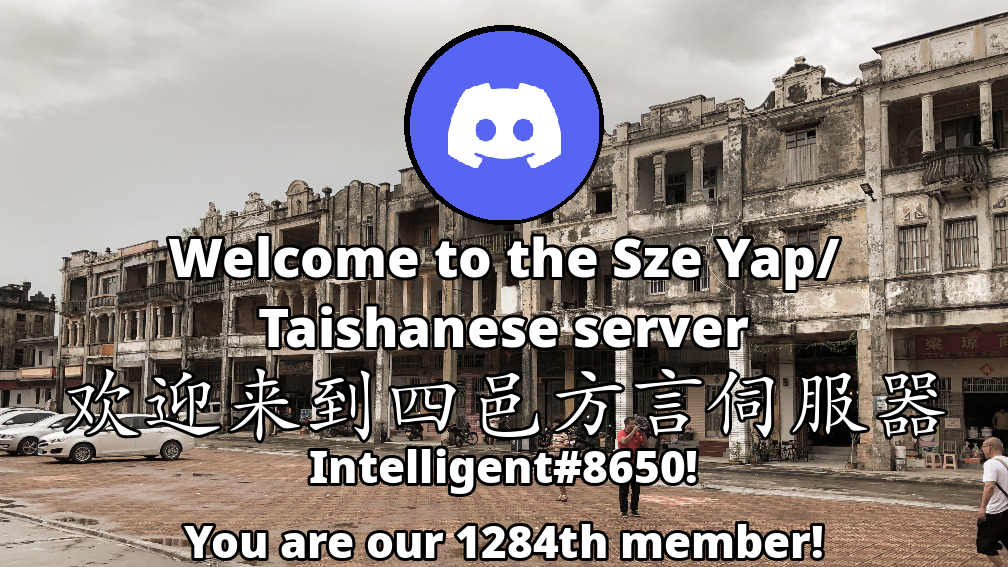 Welcome to the Sze Yap/
Taishanese server
欢迎来到四邑方言伺服器
Intelligent#8650!
You are our 1284th member!